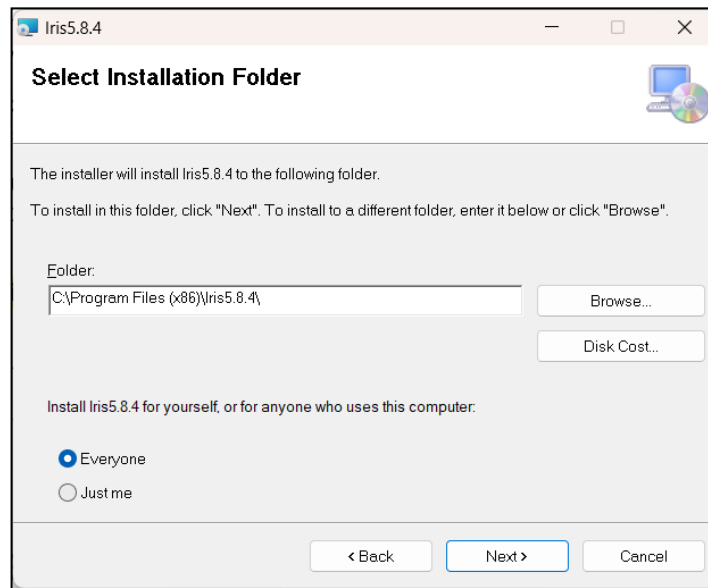 Iris5.8.4
Select Installation Folder
The installer will install Iris5.8.4 to the following folder.
To install in this folder, click "Next". To install to a different folder, enter it below or click "Browse".
Folder:
C:\Program Files (x86)\Iris5.8.4\
Browse...
Disk Cost...
Install Iris5.8.4 for yourself, or for anyone who uses this computer:
Everyone
Just me
< Back
Next >
Cancel